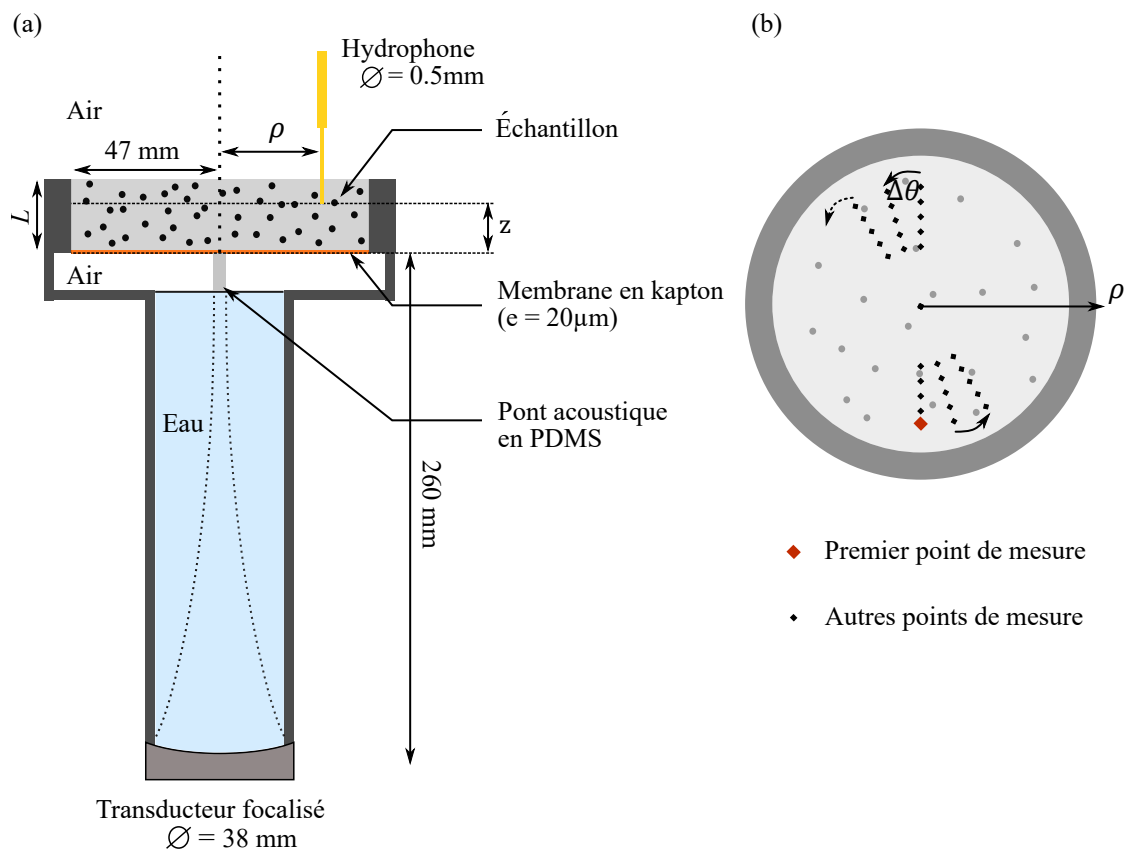 (a)
(b)
Hydrophone
∅ = 0.5mm
Air
ρ
Échantillon
47 mm
L
z
Air
Membrane en kapton
(e = 20µm)
Eau
Pont acoustique
en PDMS
260 mm
Transducteur focalisé
∅ = 38 mm
Δθ
ρ
Premier point de mesure
Autres points de mesure